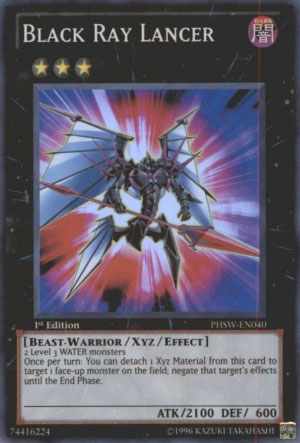 BLACK RAY LANCER
DARK
闇
1st Edition
PHSW-EN040
[BEAST-WARRIOR/XYZ/EFFECT]
2 Level 3 WATER monsters
Once per turn: You can detach 1 Xyz Material from this card to
target 1 face-up monster on the field; negate that target's effects
until the End Phase.
ATK/2100 DEF/ 600
74416224
©1996 KAZUKI TAKAHASHI